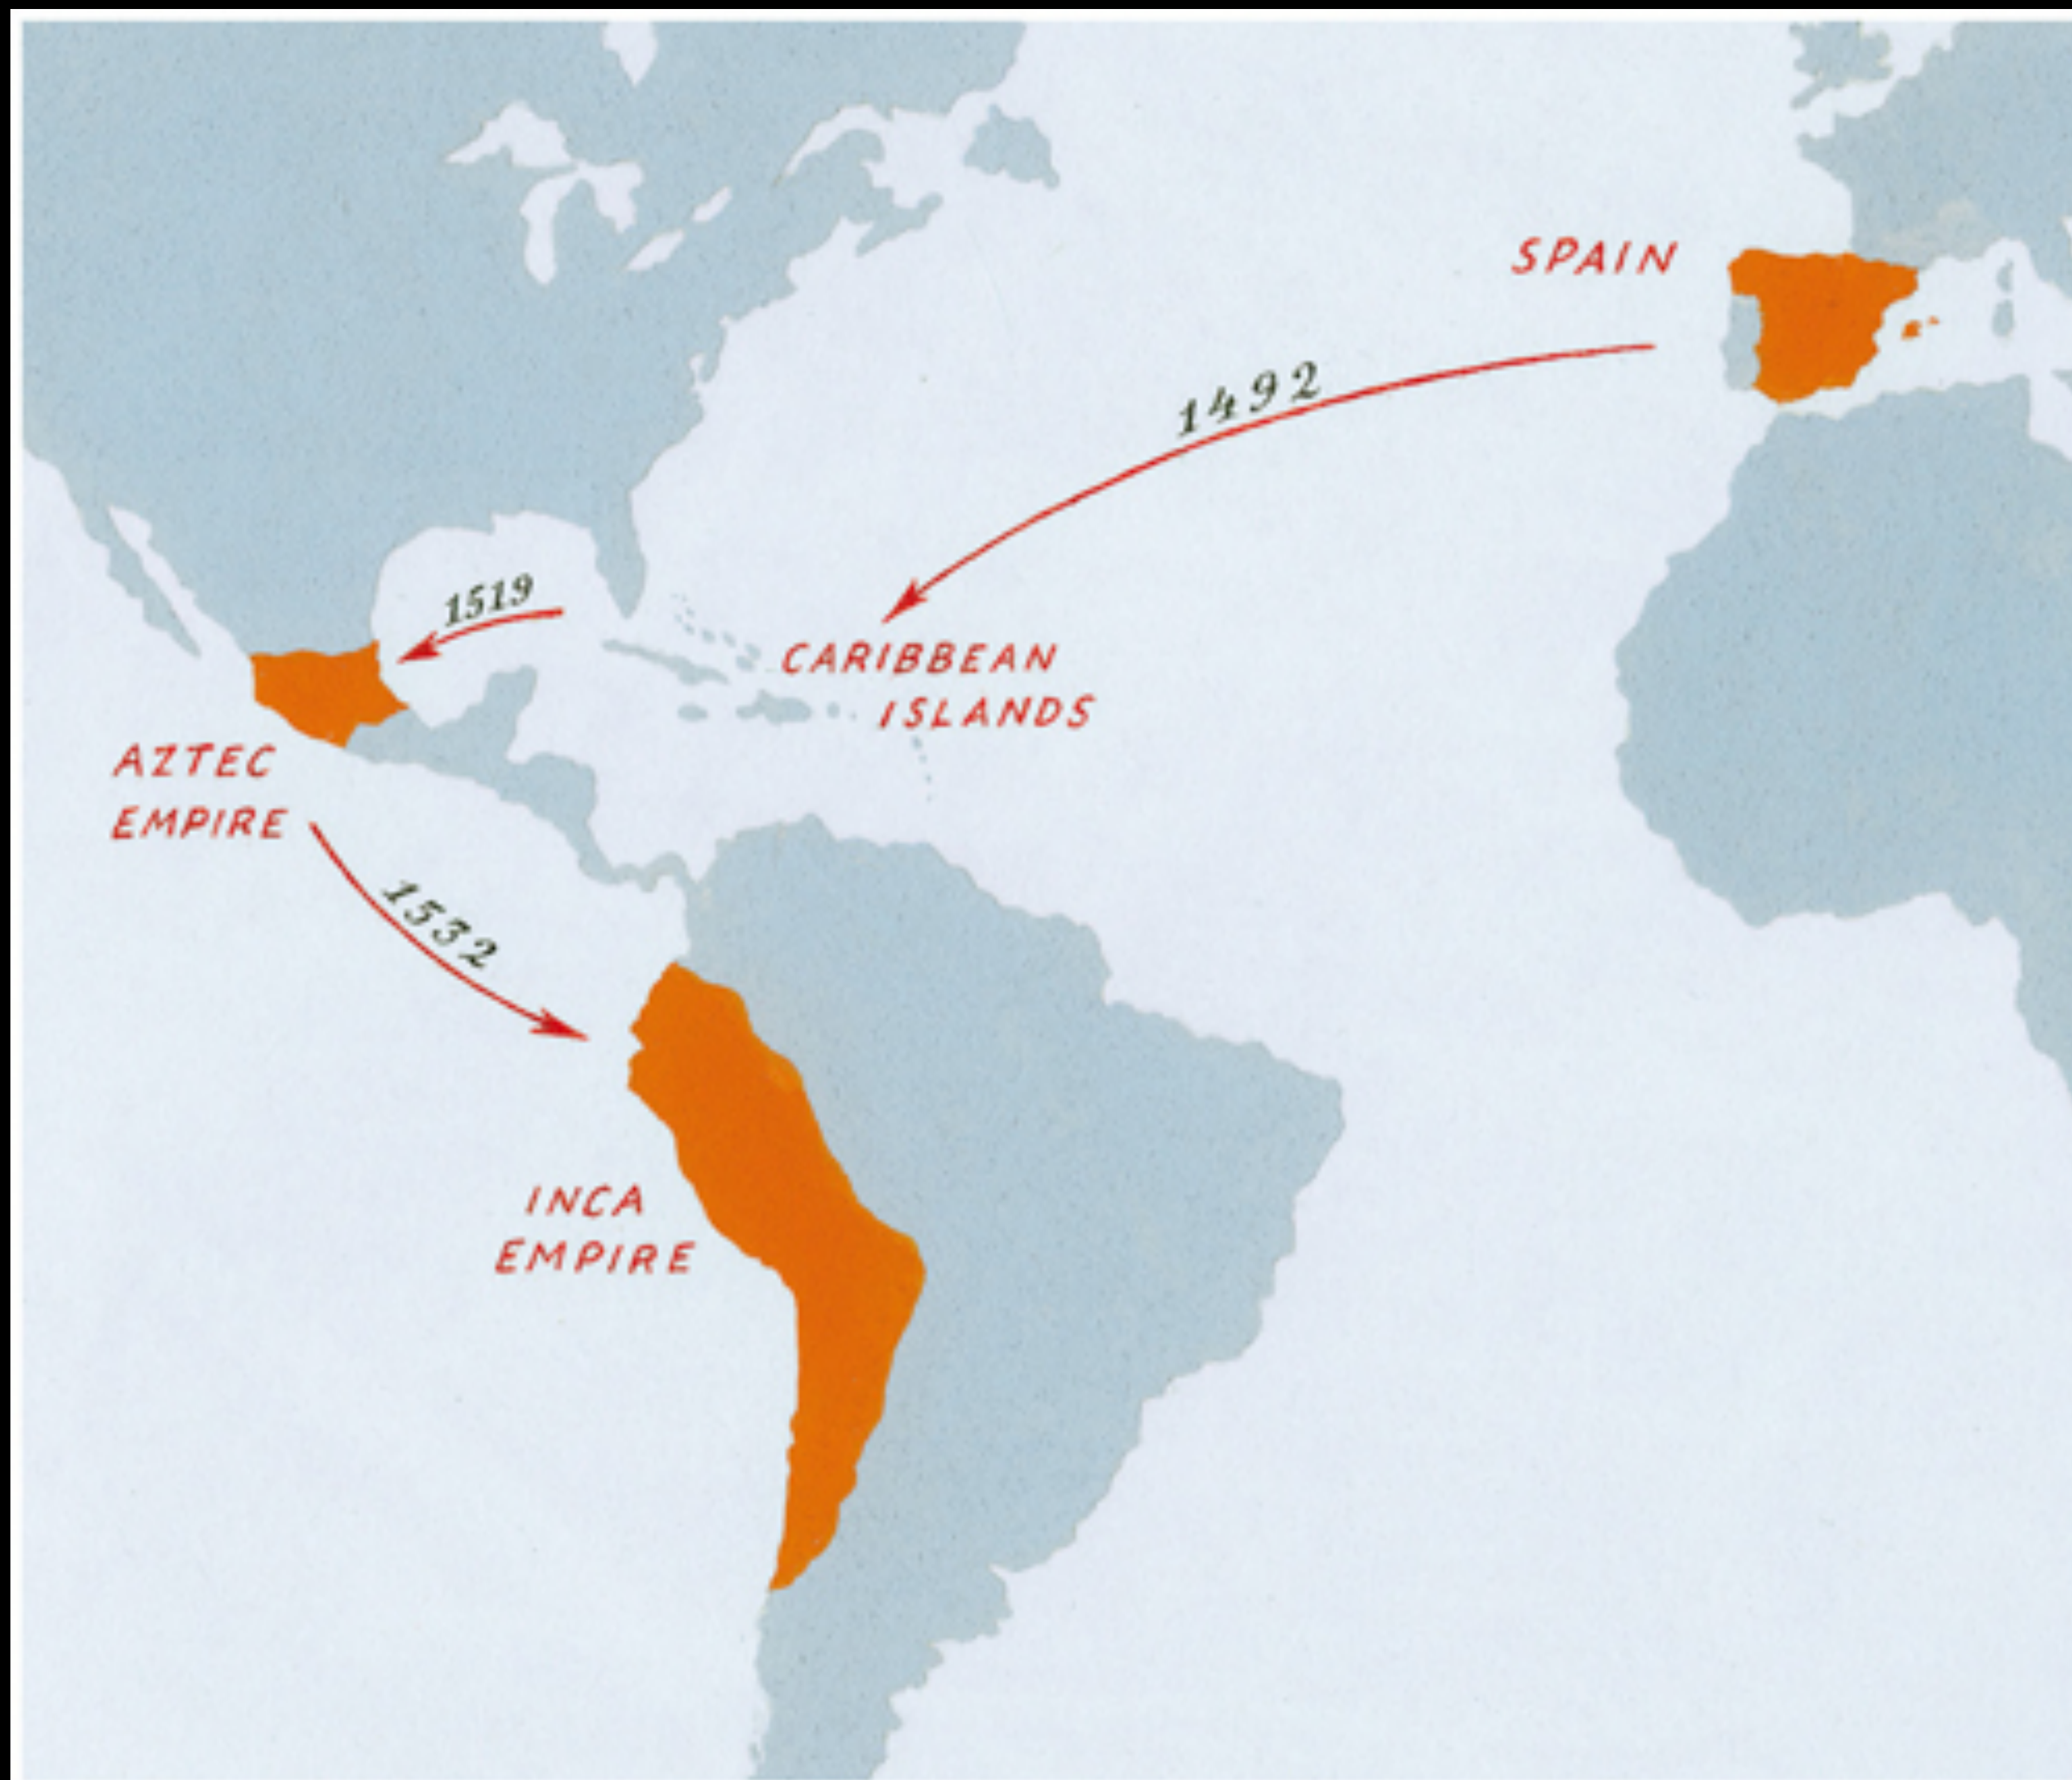 SPAIN
1492
1519
CARIBBEAN
ISLANDS
AZTEC
EMPIRE
1532
INCA
EMPIRE